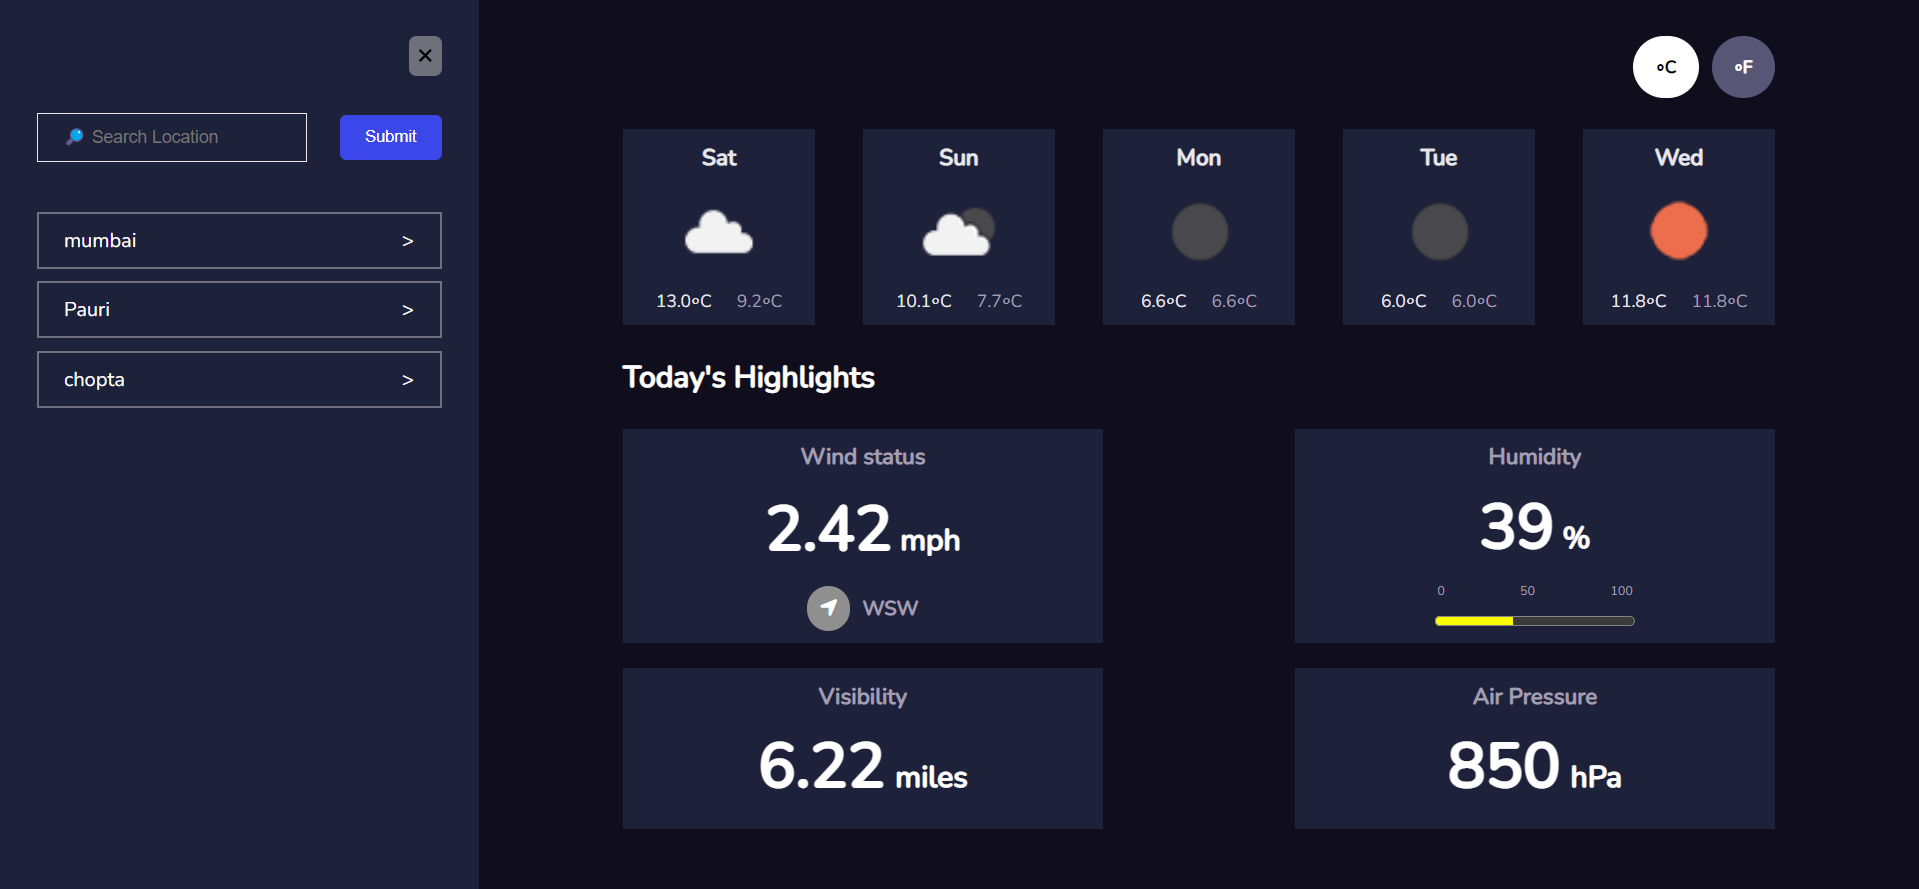 ✕
🔎 Search Location
Submit
mumbai >
Pauri >
chopta >
ºC ºF
Sat Sun Mon Tue Wed
13.0ºC 9.2ºC 10.1ºC 7.7ºC 6.6ºC 6.6ºC 6.0ºC 6.0ºC 11.8ºC 11.8ºC
Today's Highlights
Wind status
2.42 mph
WSW
Humidity
39 %
0 50 100
Visibility
6.22 miles
Air Pressure
850 hPa